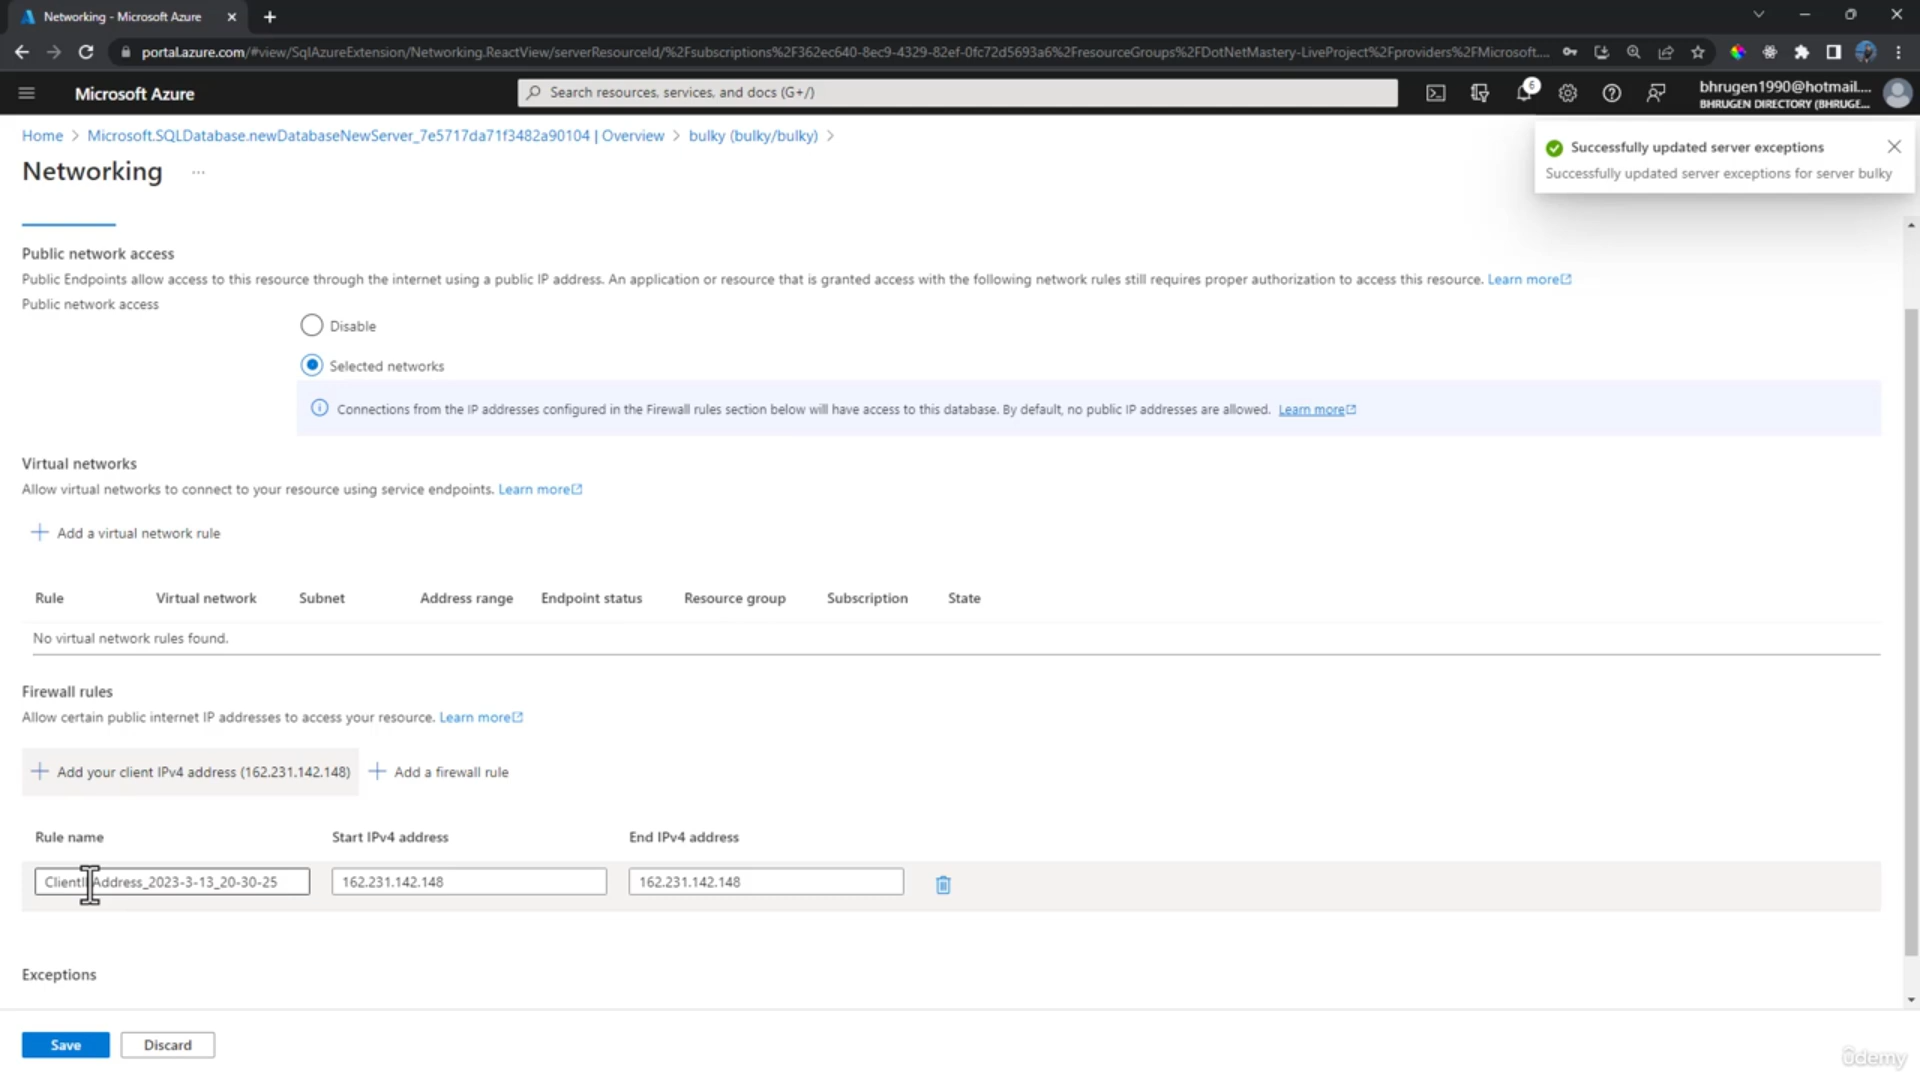 Networking - Microsoft Azure
portal.azure.com/#view/SqlAzureExtension/Networking.ReactView/serverResourceId/%2Fsubscriptions%2F362ec640-8ec9-4329-82ef-0fc72d5693a6%2FresourceGroups%2FDotNetMastery-LiveProject%2Fproviders%2FMicrosoft....
Microsoft Azure
Search resources, services, and docs (G+/)
6
bhrugen1990@hotmail....
BHRUGEN DIRECTORY (BHRUGE...
Home > Microsoft.SQLDatabase.newDatabaseNewServer_7e5717da71f3482a90104 | Overview > bulky (bulky/bulky) >
Networking ...
Successfully updated server exceptions
Successfully updated server exceptions for server bulky
Public network access
Public Endpoints allow access to this resource through the internet using a public IP address. An application or resource that is granted access with the following network rules still requires proper authorization to access this resource. Learn more
Public network access
Disable
Selected networks
Connections from the IP addresses configured in the Firewall rules section below will have access to this database. By default, no public IP addresses are allowed. Learn more
Virtual networks
Allow virtual networks to connect to your resource using service endpoints. Learn more
+ Add a virtual network rule
Rule Virtual network Subnet Address range Endpoint status Resource group Subscription State
No virtual network rules found.
Firewall rules
Allow certain public internet IP addresses to access your resource. Learn more
+ Add your client IPv4 address (162.231.142.148) + Add a firewall rule
Rule name Start IPv4 address End IPv4 address
ClientIPAddress_2023-3-13_20-30-25 162.231.142.148 162.231.142.148
Exceptions
Save Discard
ûdemy